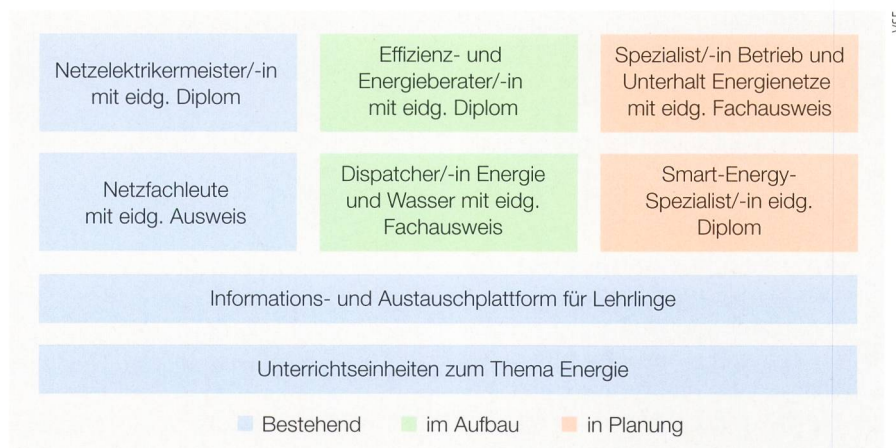 Netzelektrikermeister/-in
mit eidg. Diplom
Effizienz- und
Energieberater/-in
mit eidg. Diplom
Spezialist/-in Betrieb und
Unterhalt Energienetze
mit eidg. Fachausweis
Netzfachleute
mit eidg. Ausweis
Dispatcher/-in Energie
und Wasser mit eidg.
Fachausweis
Smart-Energy-
Spezialist/-in eidg.
Diplom
Informations- und Austauschplattform für Lehrlinge
Unterrichtseinheiten zum Thema Energie
Bestehend
im Aufbau
in Planung